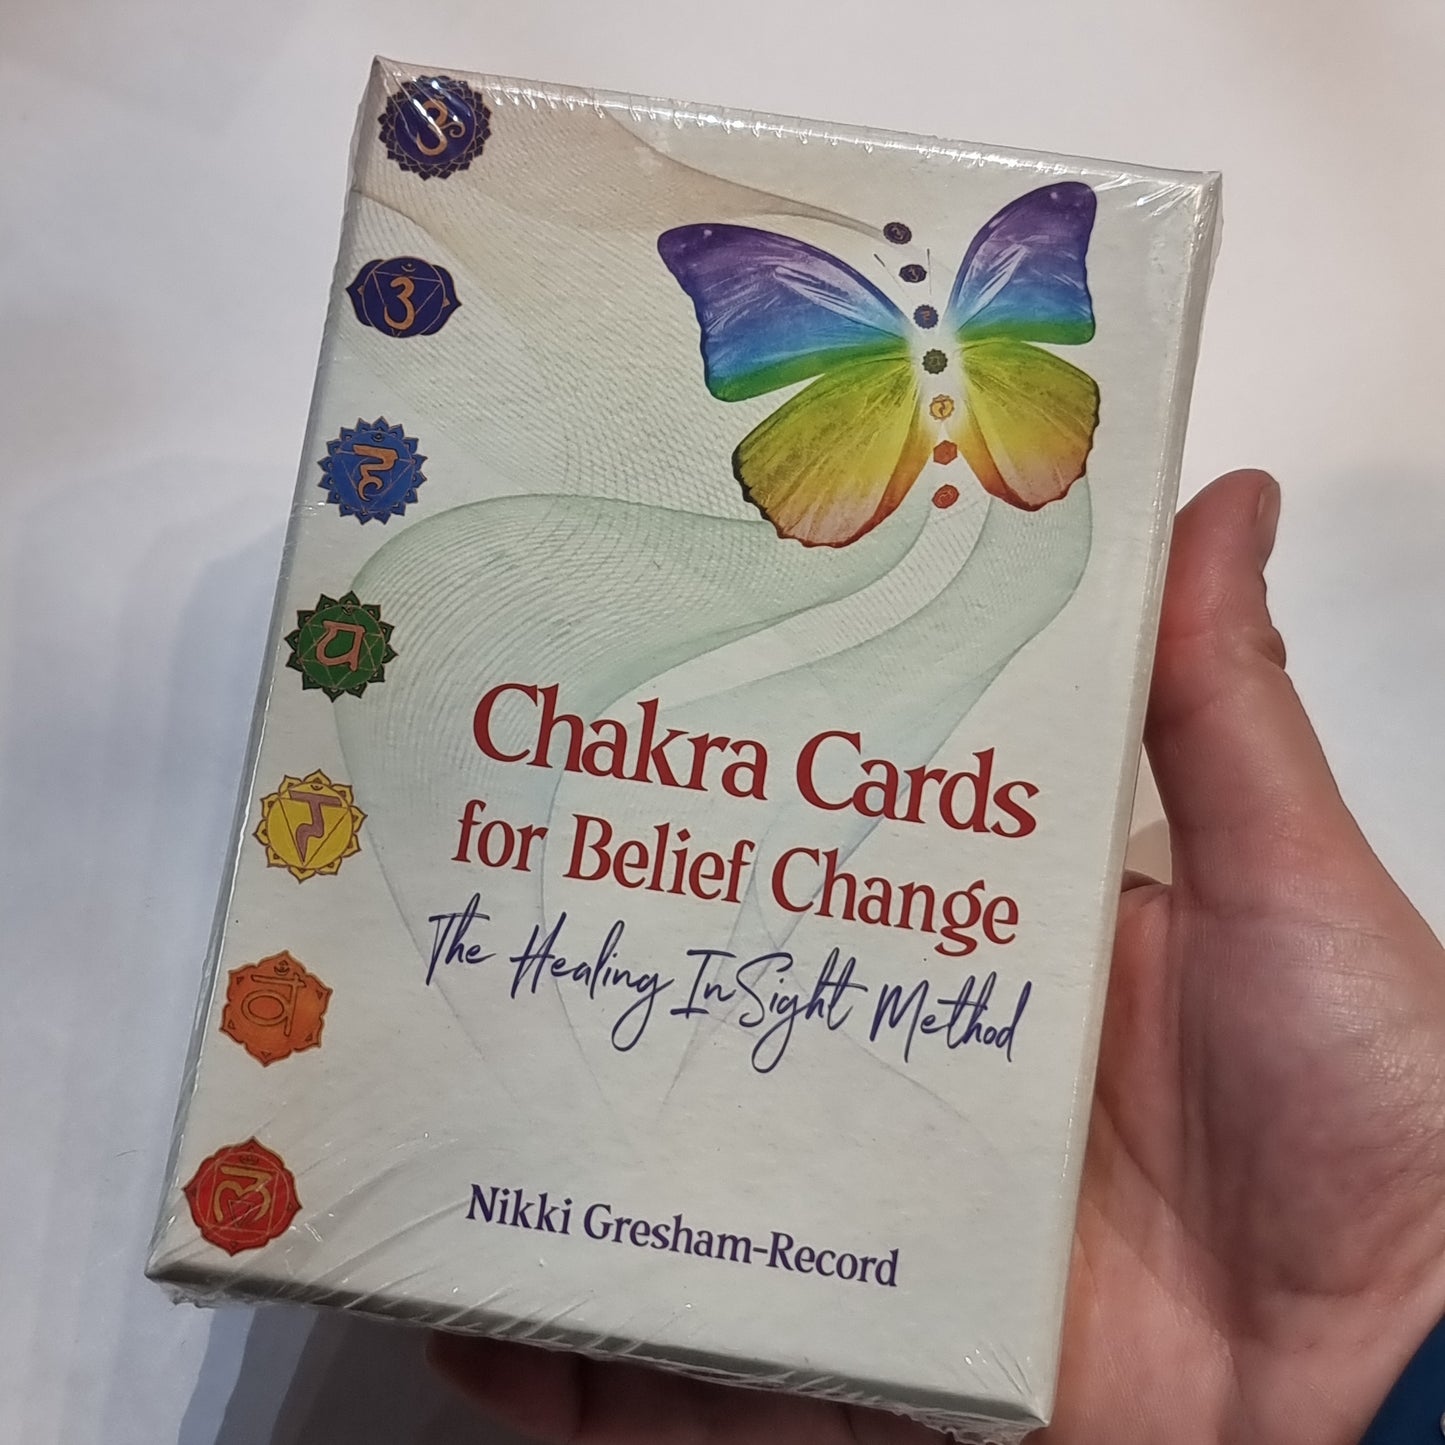 ॐ
ॐ
हं
यं
रं
वं
लं
Chakra Cards
for Belief Change
The Healing InSight Method
Nikki Gresham-Record